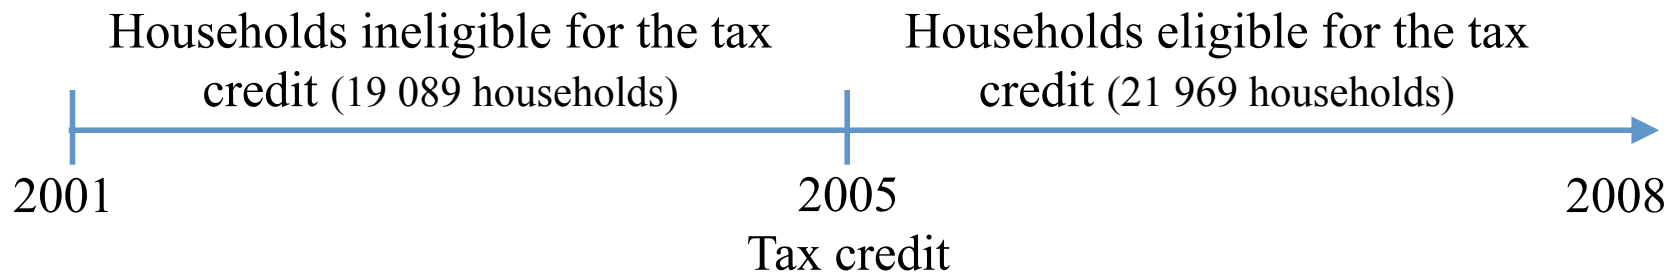 Households ineligible for the tax
credit (19 089 households)
Households eligible for the tax
credit (21 969 households)
2001
2005
2008
Tax credit